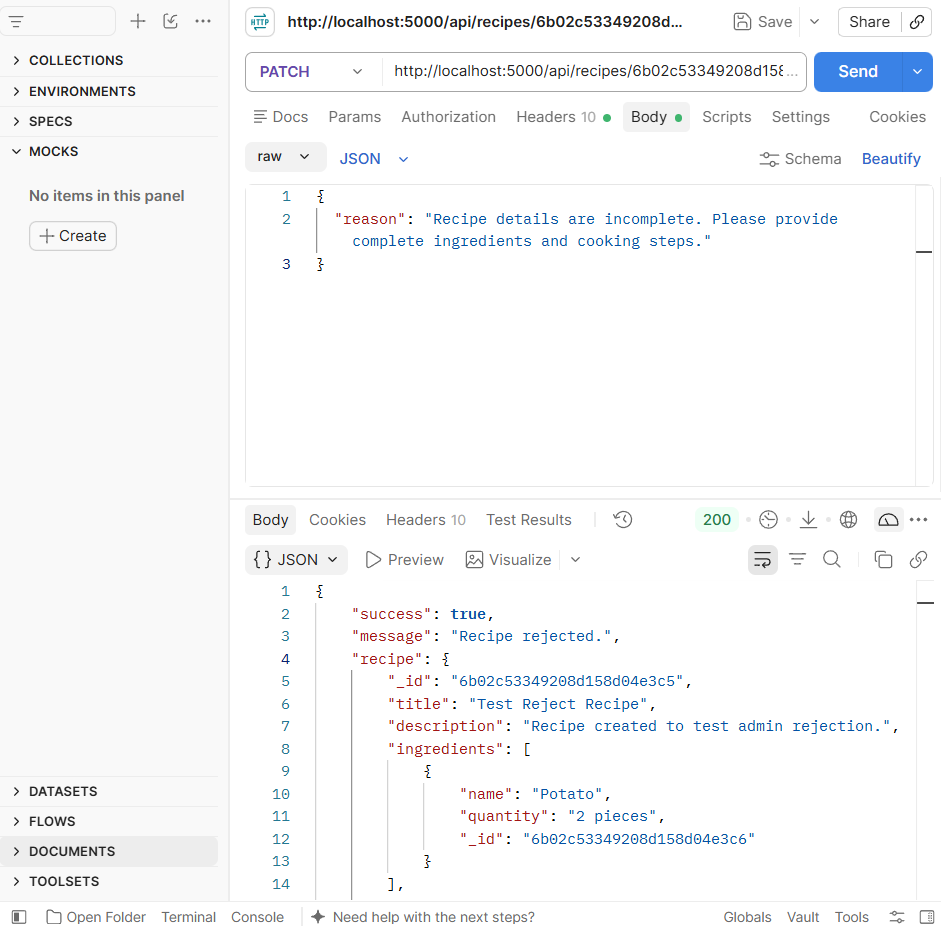 HTTP http://localhost:5000/api/recipes/6b02c53349208d... Save Share
COLLECTIONS
ENVIRONMENTS
SPECS
MOCKS
No items in this panel
Create
DATASETS
FLOWS
DOCUMENTS
TOOLSETS
PATCH http://localhost:5000/api/recipes/6b02c53349208d158... Send
Docs Params Authorization Headers 10 Body Scripts Settings Cookies
raw JSON Schema Beautify
1 {
2 "reason": "Recipe details are incomplete. Please provide
complete ingredients and cooking steps."
3 }
Body Cookies Headers 10 Test Results 200
{} JSON Preview Visualize
1 {
2 "success": true,
3 "message": "Recipe rejected.",
4 "recipe": {
5 "_id": "6b02c53349208d158d04e3c5",
6 "title": "Test Reject Recipe",
7 "description": "Recipe created to test admin rejection.",
8 "ingredients": [
9 {
10 "name": "Potato",
11 "quantity": "2 pieces",
12 "_id": "6b02c53349208d158d04e3c6"
13 }
14 ],
Open Folder Terminal Console Need help with the next steps? Globals Vault Tools